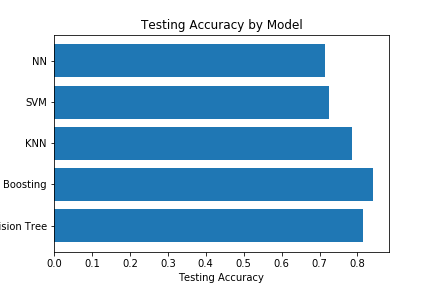 Testing Accuracy by Model
NN
SVM
KNN
Boosting
ision Tree
0.0 0.1 0.2 0.3 0.4 0.5 0.6 0.7 0.8
Testing Accuracy